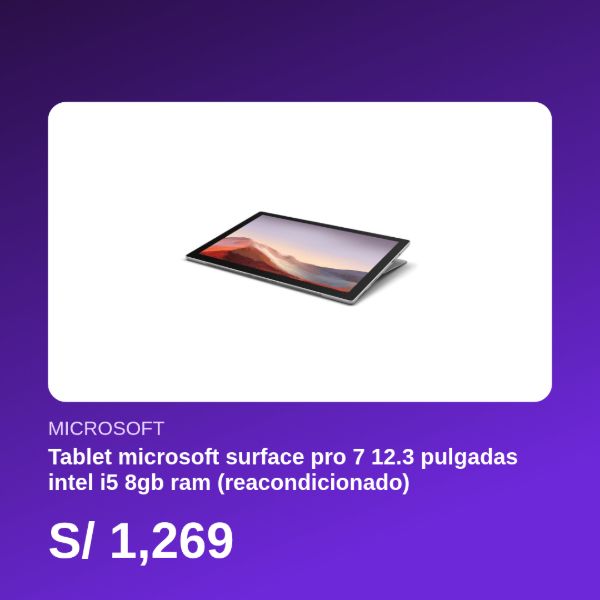 MICROSOFT
Tablet microsoft surface pro 7 12.3 pulgadas
intel i5 8gb ram (reacondicionado)
S/ 1,269